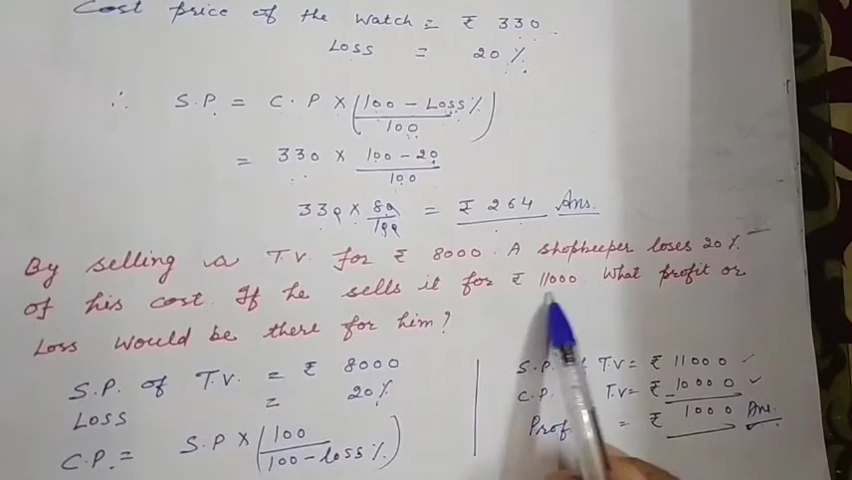 Cost price of the Watch = ₹ 330
Loss = 20 %
∴ S.P. = C.P × (100 - Loss%/100)
= 330 × 100 - 20/100
330 × 80/100 = ₹ 264 Ans.
By selling a T.V. for ₹ 8000. A shopkeeper loses 20%
of his cost. If he sells it for ₹ 11000. What profit or
Loss would be there for him?
S.P. of T.V. = ₹ 8000
Loss = 20%
C.P. = S.P × (100/100 - loss%)
S.P. T.V = ₹ 11000 ✓
C.P. T.V = ₹ 10000 ✓
Prof = ₹ 1000 Ans.